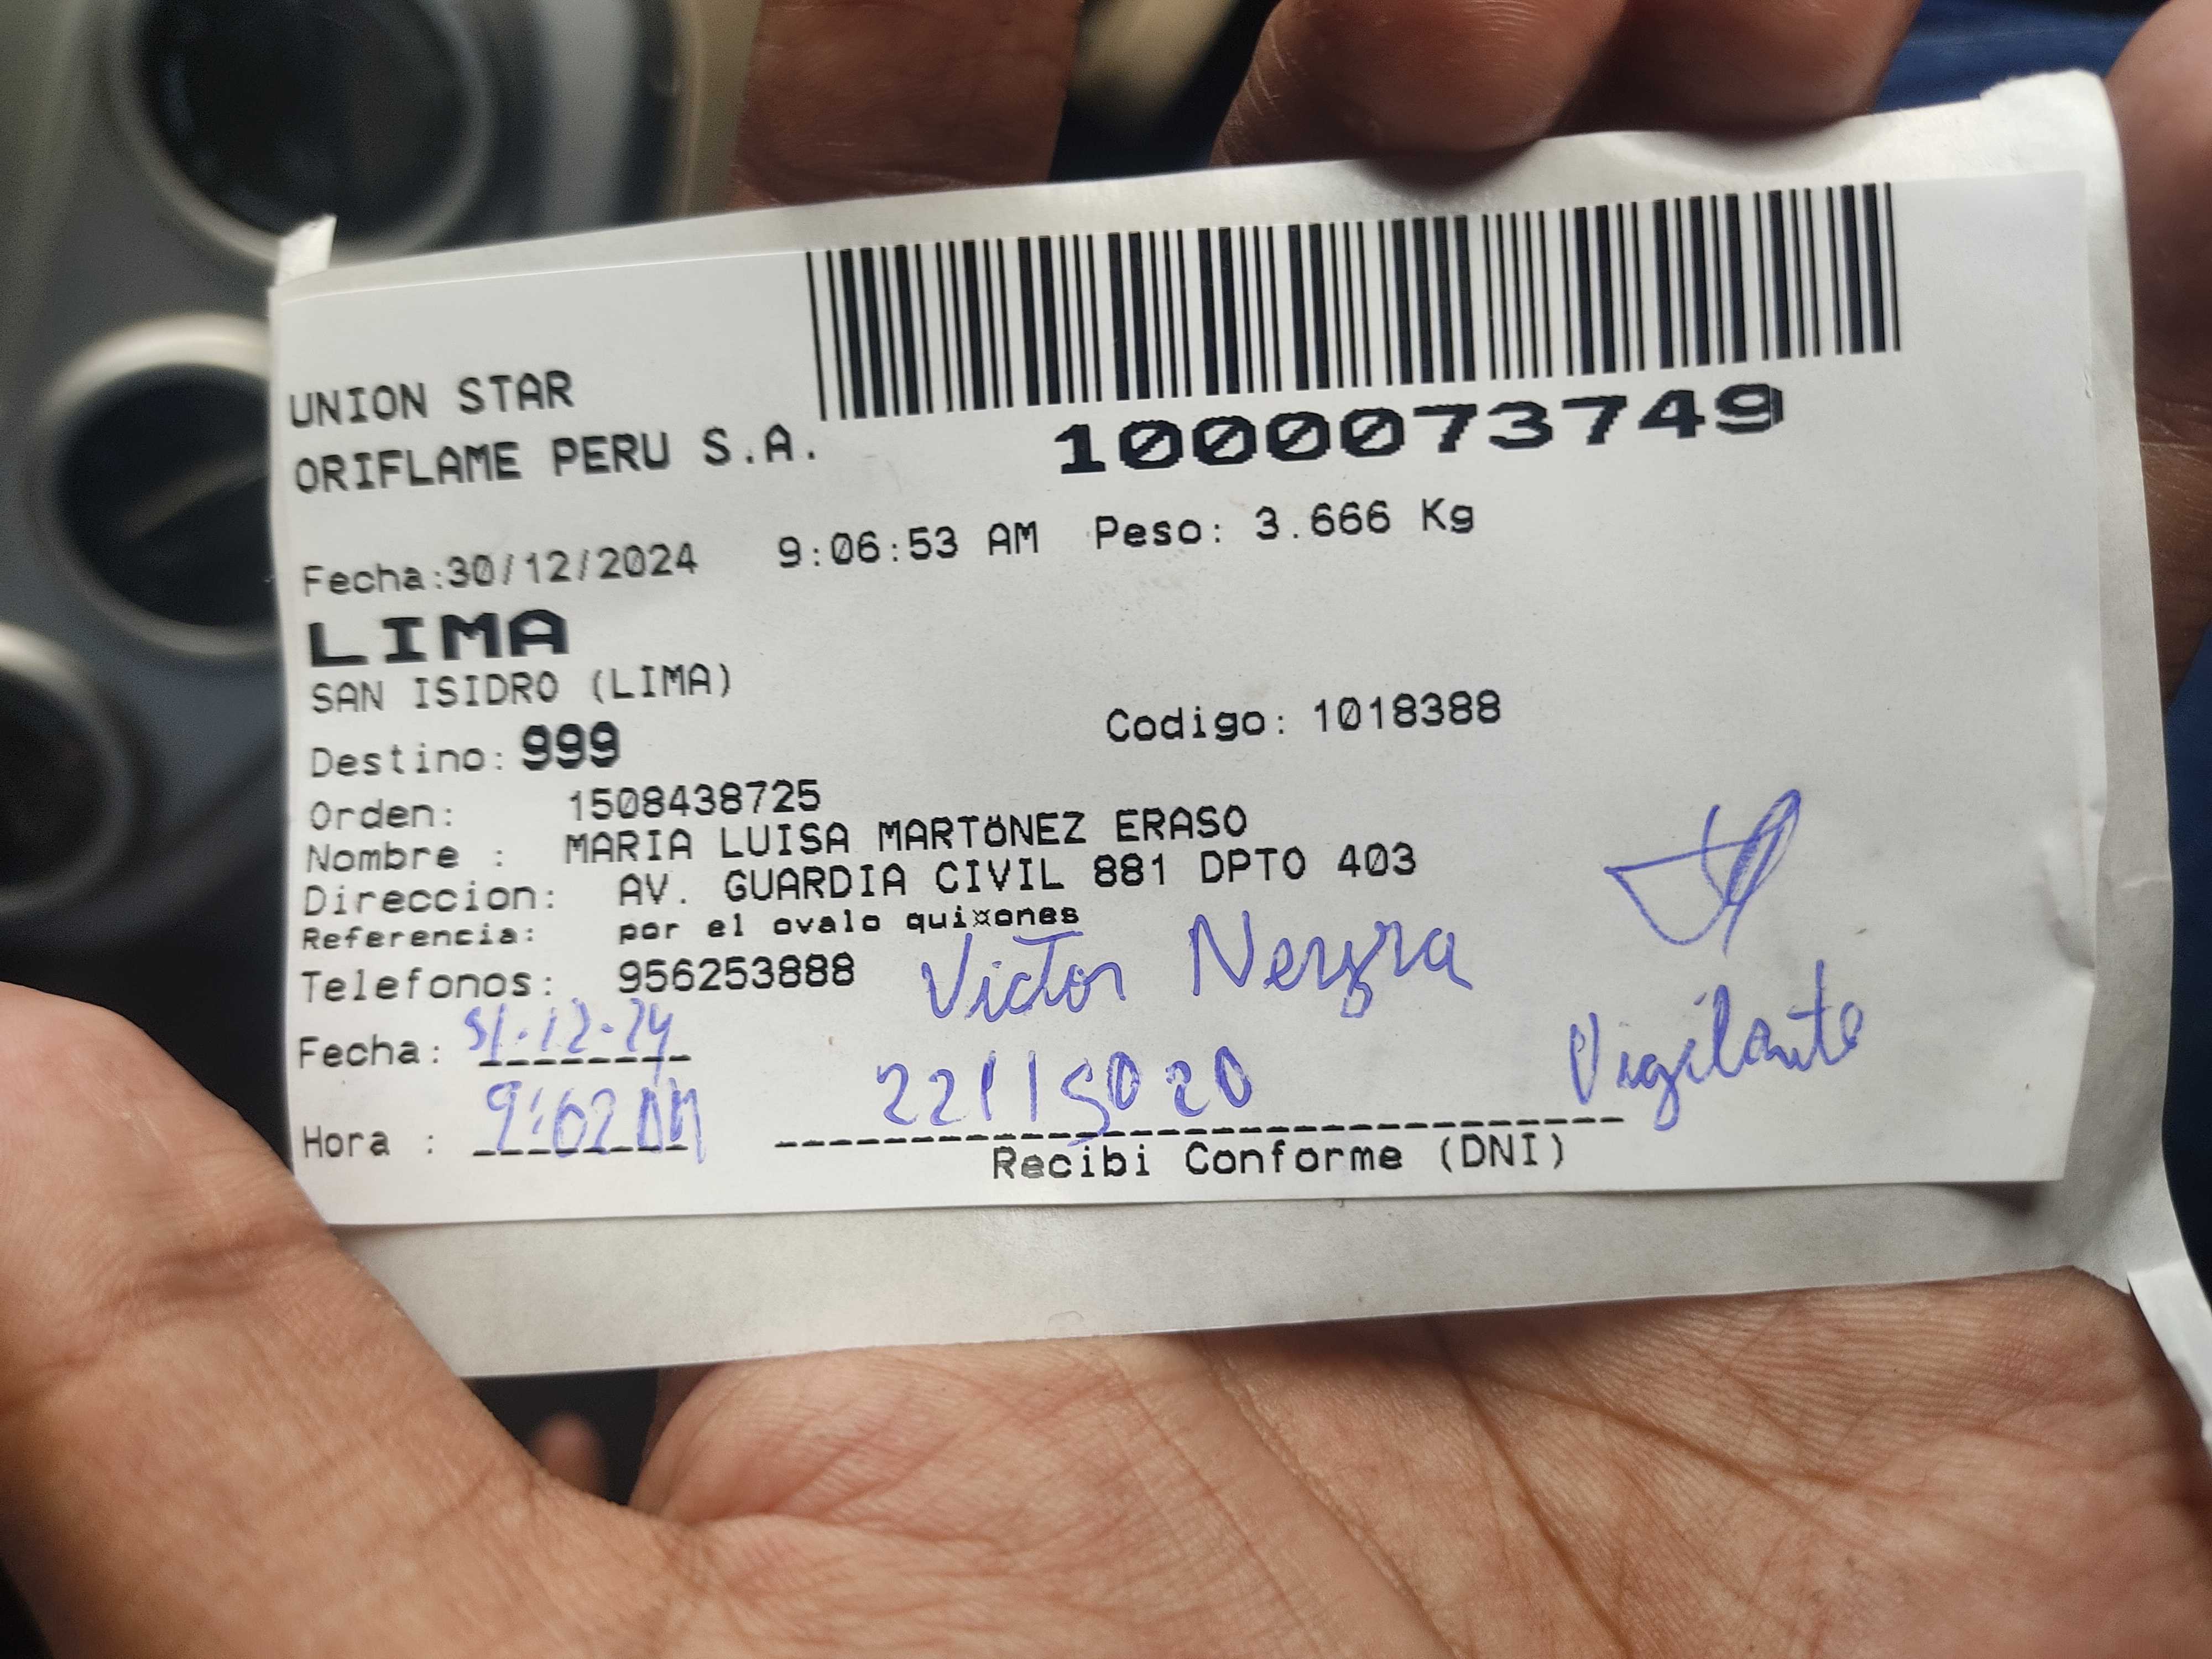 UNION STAR
ORIFLAME PERU S.A.
1000073749
Fecha:30/12/2024 9:06:53 AM Peso: 3.666 Kg
LIMA
SAN ISIDRO (LIMA)
Destino: 999 Codigo: 1018388
Orden: 1508438725
Nombre : MARIA LUISA MARTÖNEZ ERASO
Direccion: AV. GUARDIA CIVIL 881 DPTO 403
Referencia: por el ovalo qui¤ones
Telefonos: 956253888 Victor
Fecha: 31-12-24 Vigilante
Hora : 9:02 AM 22115020
Recibi Conforme (DNI)